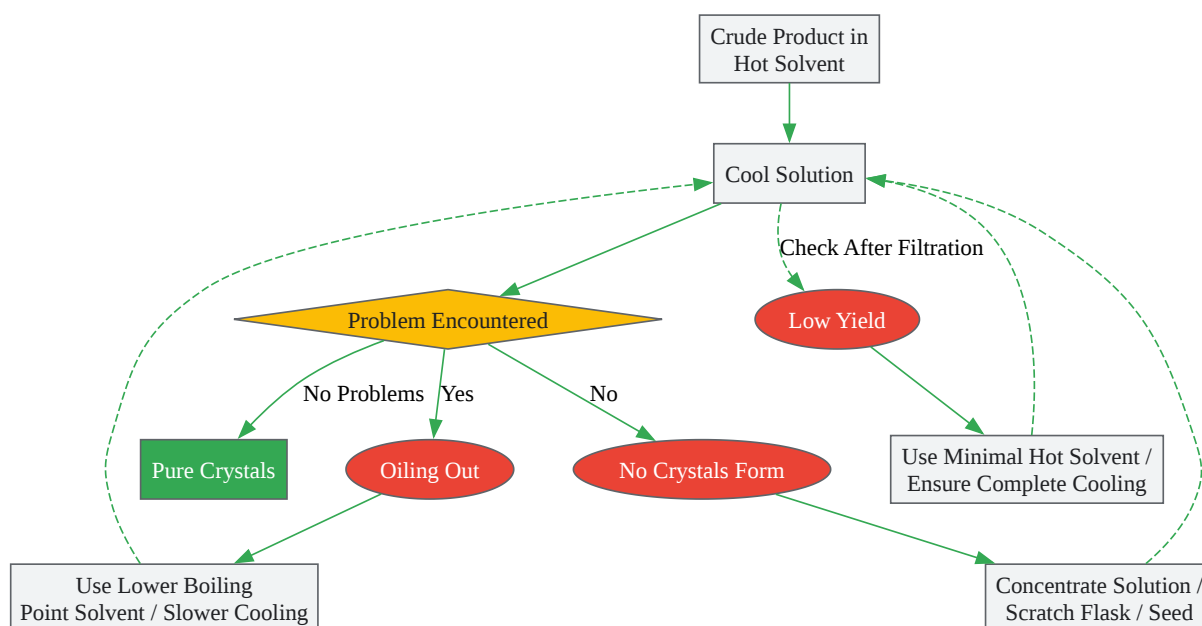 Crude Product in
Hot Solvent
Cool Solution
Check After Filtration
Problem Encountered
Low Yield
No Problems
Yes
No
Pure Crystals
Oiling Out
No Crystals Form
Use Minimal Hot Solvent /
Ensure Complete Cooling
Use Lower Boiling
Point Solvent / Slower Cooling
Concentrate Solution /
Scratch Flask / Seed